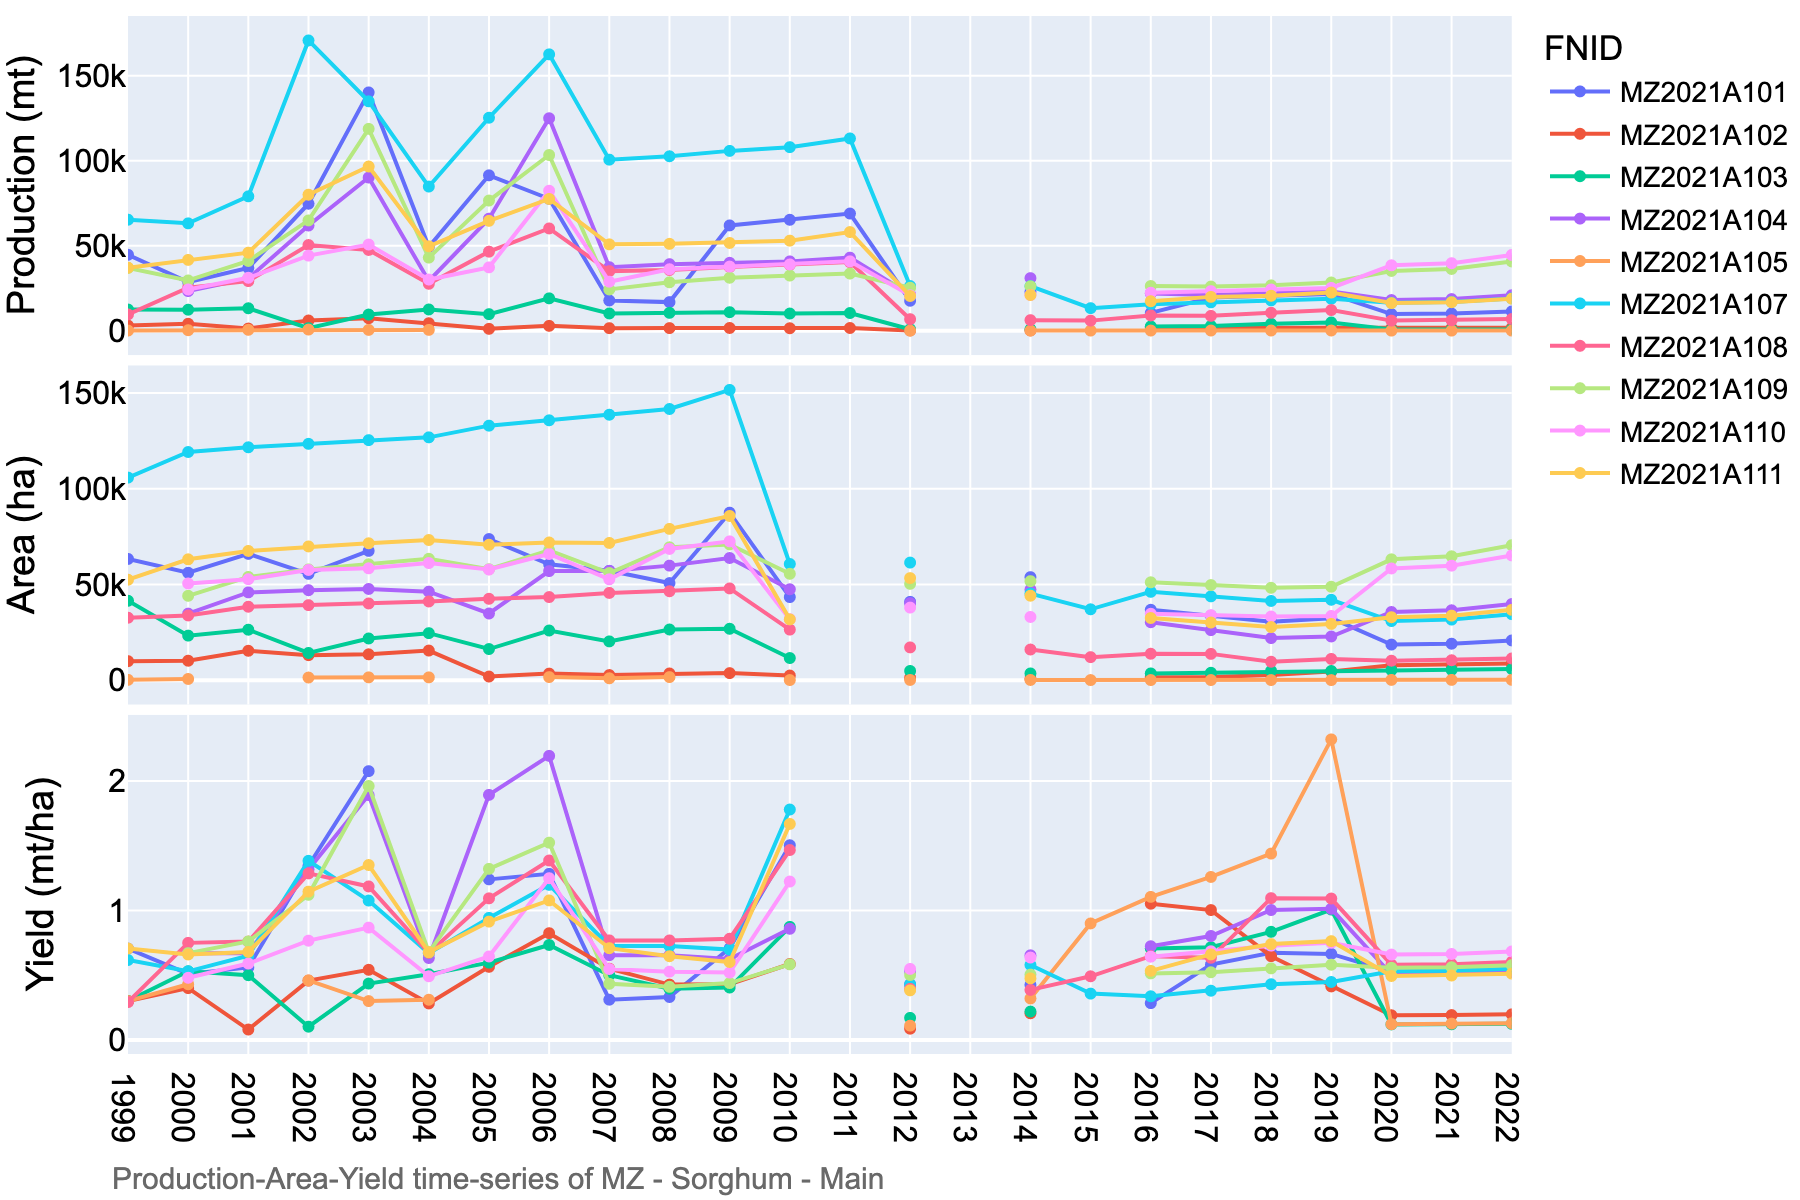 Production (mt)
150k
100k
50k
0
Area (ha)
150k
100k
50k
0
Yield (mt/ha)
2
1
0
1999
2000
2001
2002
2003
2004
2005
2006
2007
2008
2009
2010
2011
2012
2013
2014
2015
2016
2017
2018
2019
2020
2021
2022
Production-Area-Yield time-series of MZ - Sorghum - Main
FNID
MZ2021A101
MZ2021A102
MZ2021A103
MZ2021A104
MZ2021A105
MZ2021A107
MZ2021A108
MZ2021A109
MZ2021A110
MZ2021A111